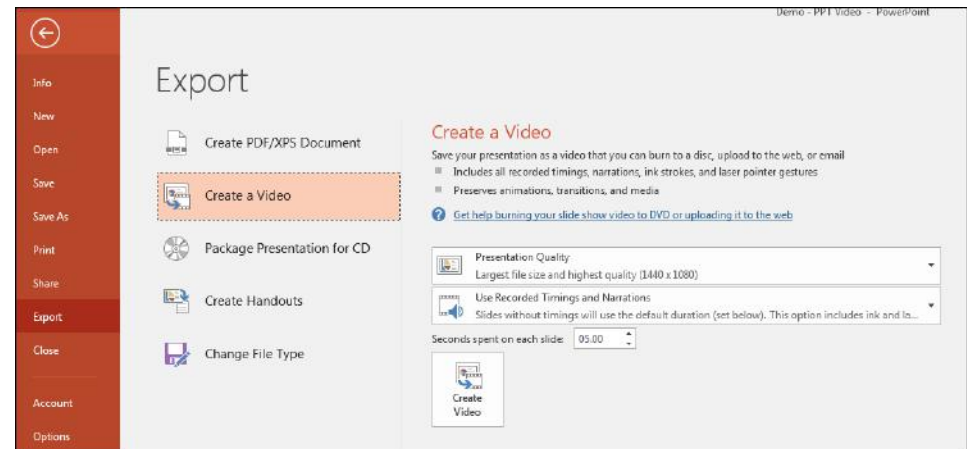 Demo - PPT Video - PowerPoint
Info
New
Open
Save
Save As
Print
Share
Export
Close
Account
Options
Export
Create PDF/XPS Document
Create a Video
Package Presentation for CD
Create Handouts
Change File Type
Create a Video
Save your presentation as a video that you can burn to a disc, upload to the web, or email
Includes all recorded timings, narrations, ink strokes, and laser pointer gestures
Preserves animations, transitions, and media
Get help burning your slide show video to DVD or uploading it to the web
Presentation Quality
Largest file size and highest quality (1440 x 1080)
Use Recorded Timings and Narrations
Slides without timings will use the default duration (set below). This option includes ink and la...
Seconds spent on each slide: 05.00
Create
Video